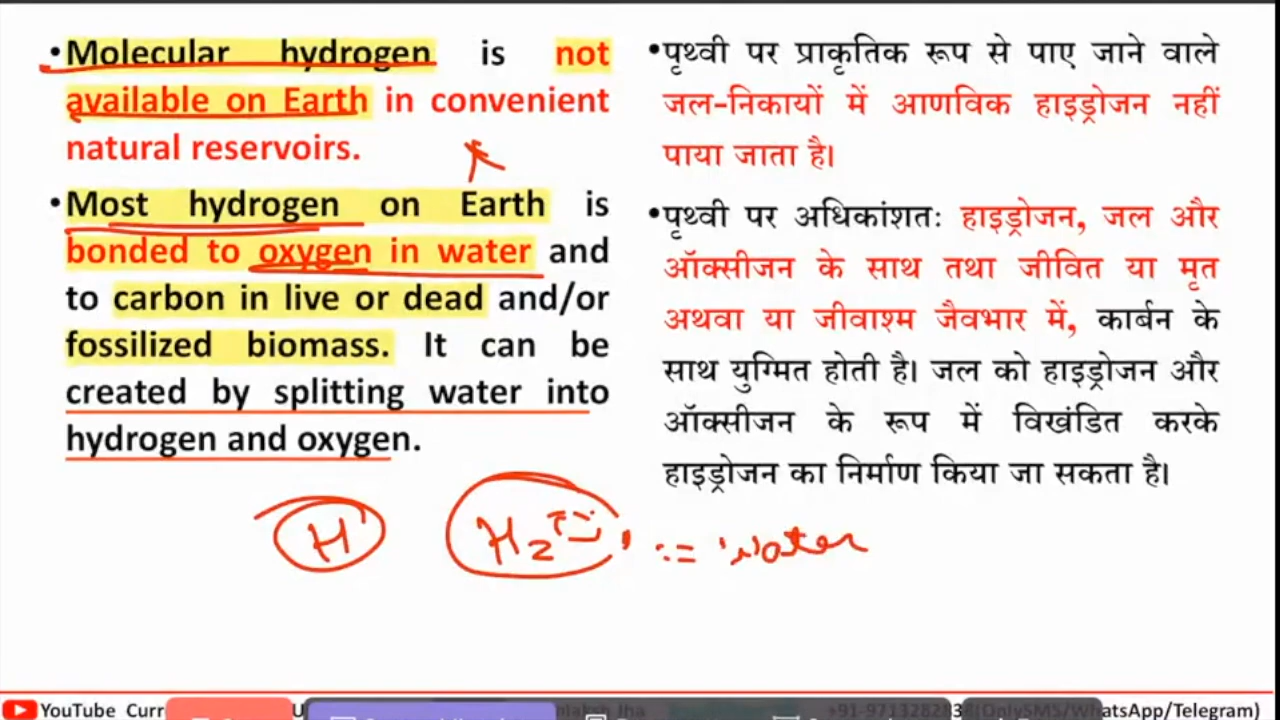 •Molecular hydrogen is not
available on Earth in convenient
natural reservoirs.
•Most hydrogen on Earth is
bonded to oxygen in water and
to carbon in live or dead and/or
fossilized biomass. It can be
created by splitting water into
hydrogen and oxygen.
•पृथ्वी पर प्राकृतिक रूप से पाए जाने वाले
जल-निकायों में आणविक हाइड्रोजन नहीं
पाया जाता है।
•पृथ्वी पर अधिकांशतः हाइड्रोजन, जल और
ऑक्सीजन के साथ तथा जीवित या मृत
अथवा या जीवाश्म जैवभार में, कार्बन के
साथ युग्मित होती है। जल को हाइड्रोजन और
ऑक्सीजन के रूप में विखंडित करके
हाइड्रोजन का निर्माण किया जा सकता है।
H H2 = water
YouTube